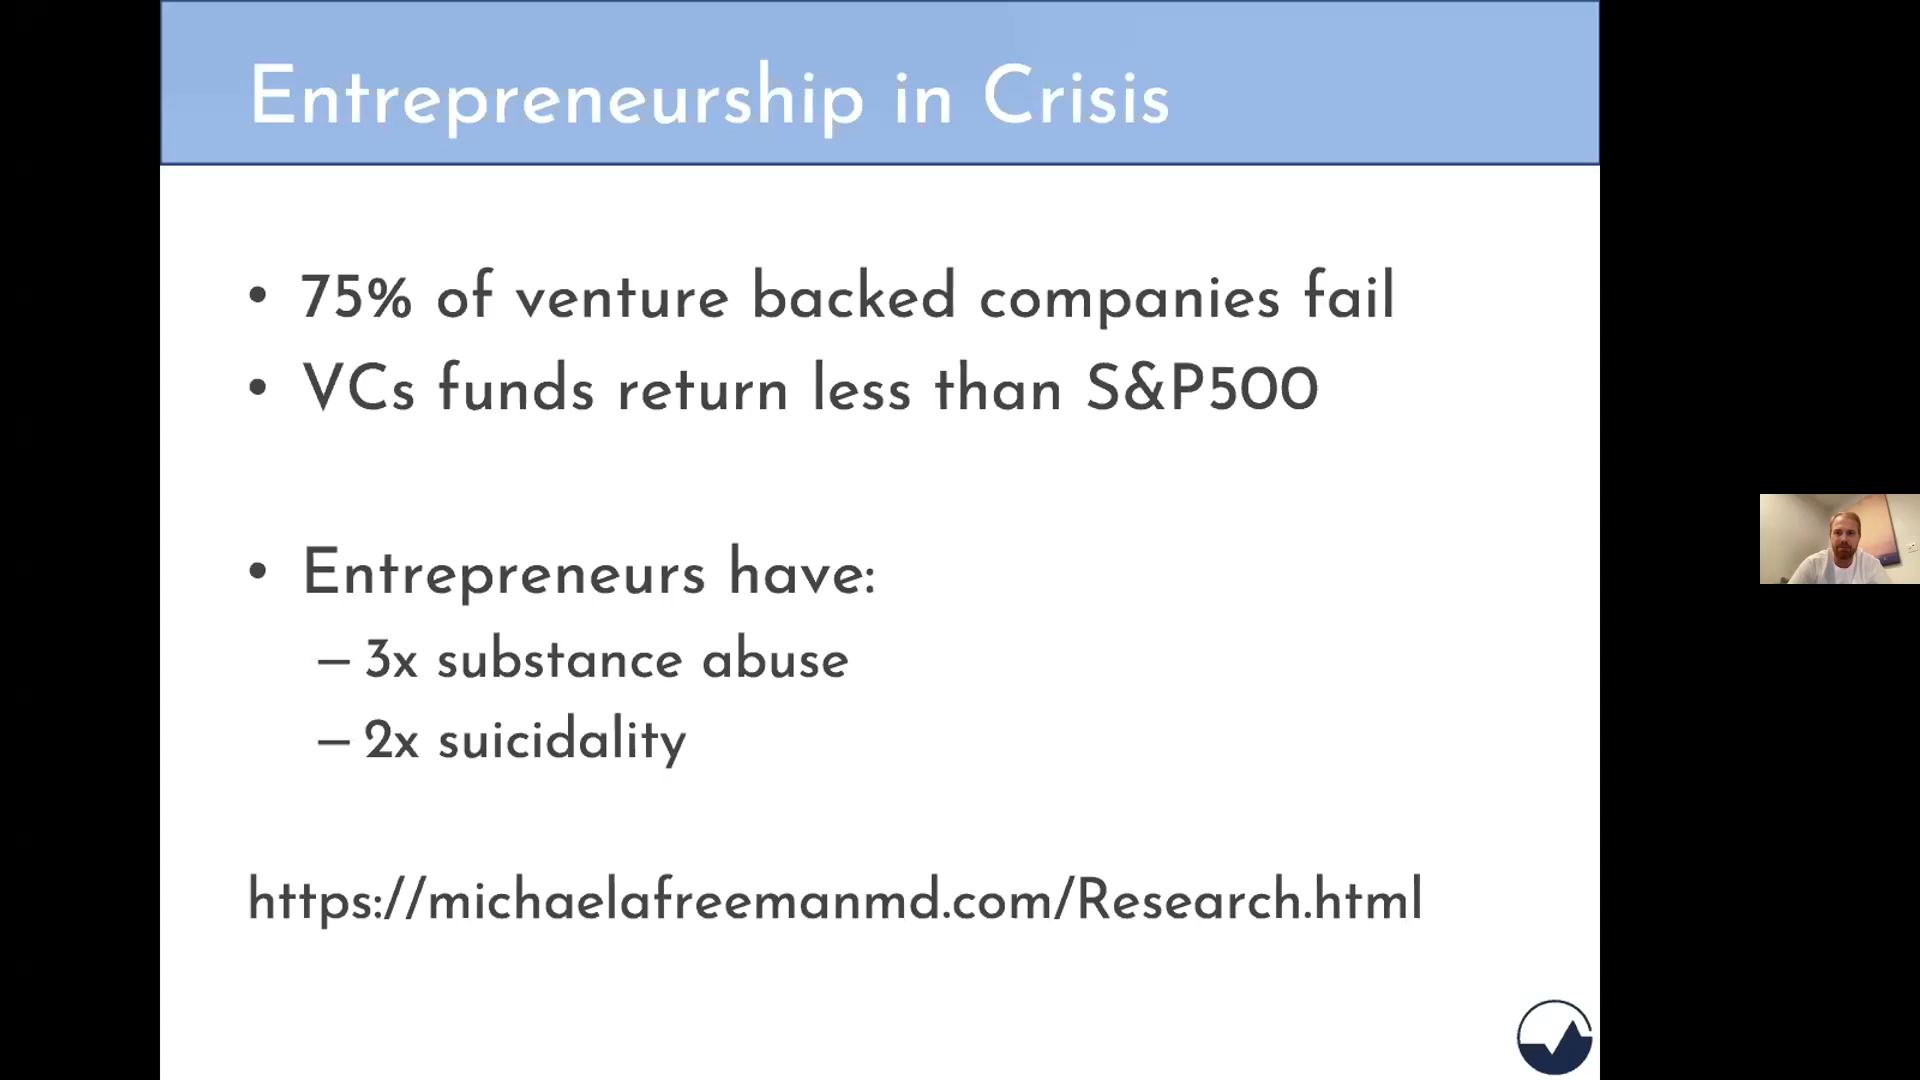 Entrepreneurship in Crisis
• 75% of venture backed companies fail
• VCs funds return less than S&P500
• Entrepreneurs have:
– 3x substance abuse
– 2x suicidality
https://michaelafreemanmd.com/Research.html